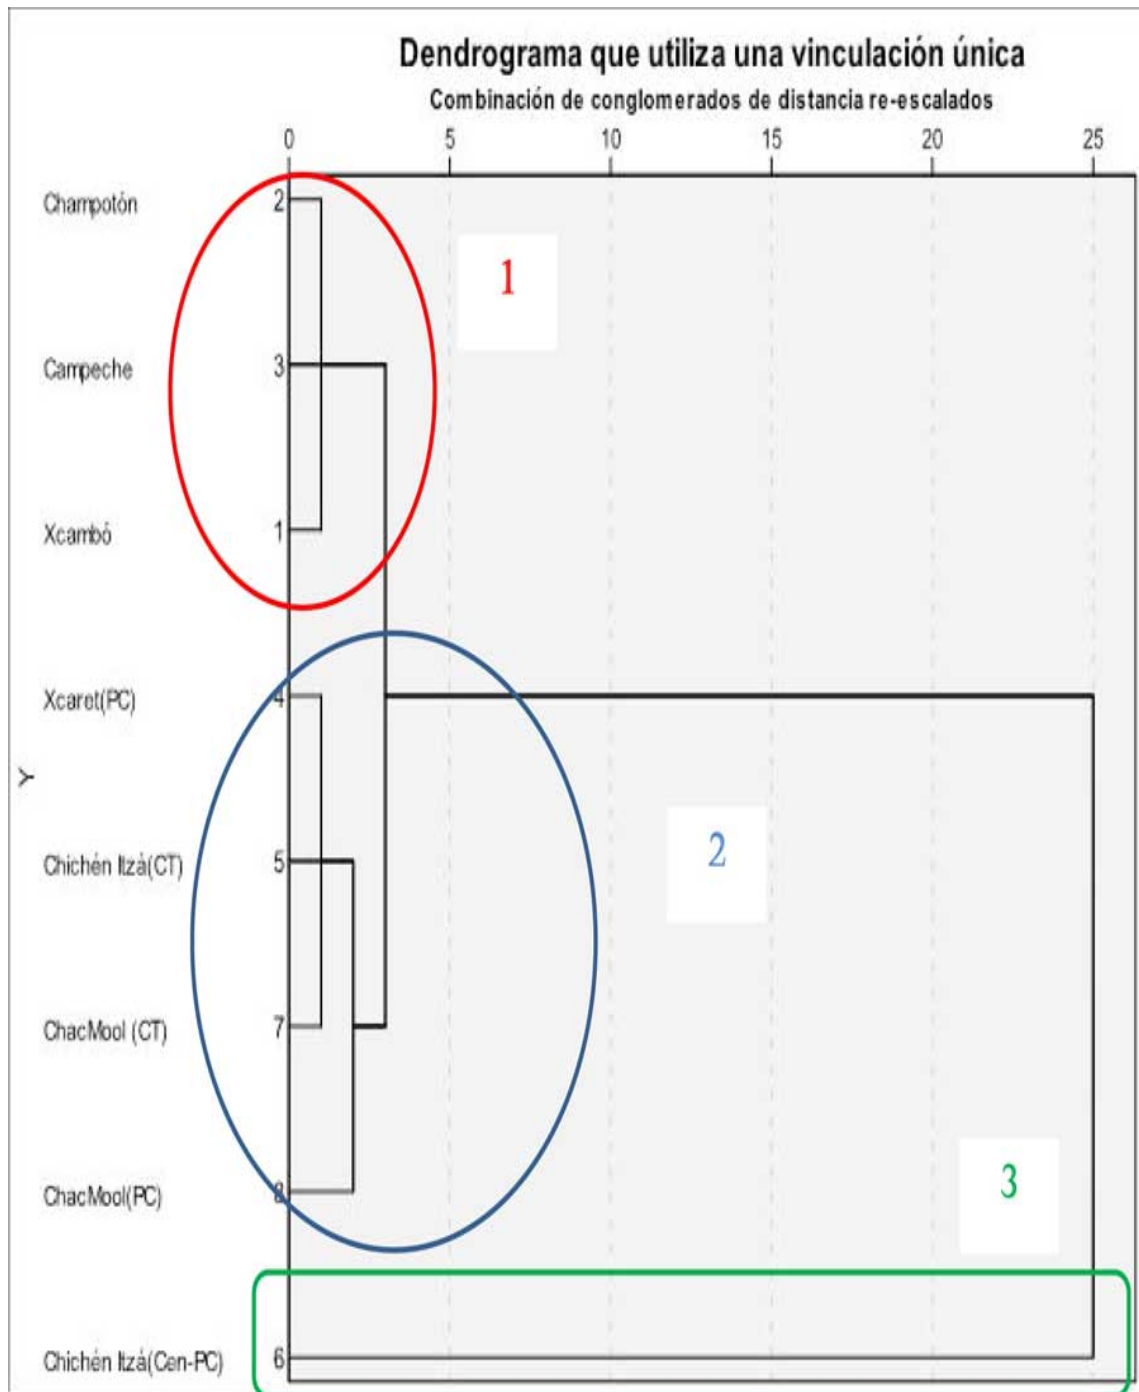 Dendrograma que utiliza una vinculación única
Combinación de conglomerados de distancia re-escalados
0 5 10 15 20 25
Champotón 2
1
Campeche 3
Xcambó 1
Xcaret(PC) 4
Y
Chichén Itzá(CT) 5
2
ChacMool (CT) 7
ChacMool(PC) 8
3
Chichén Itzá(Cen-PC) 6